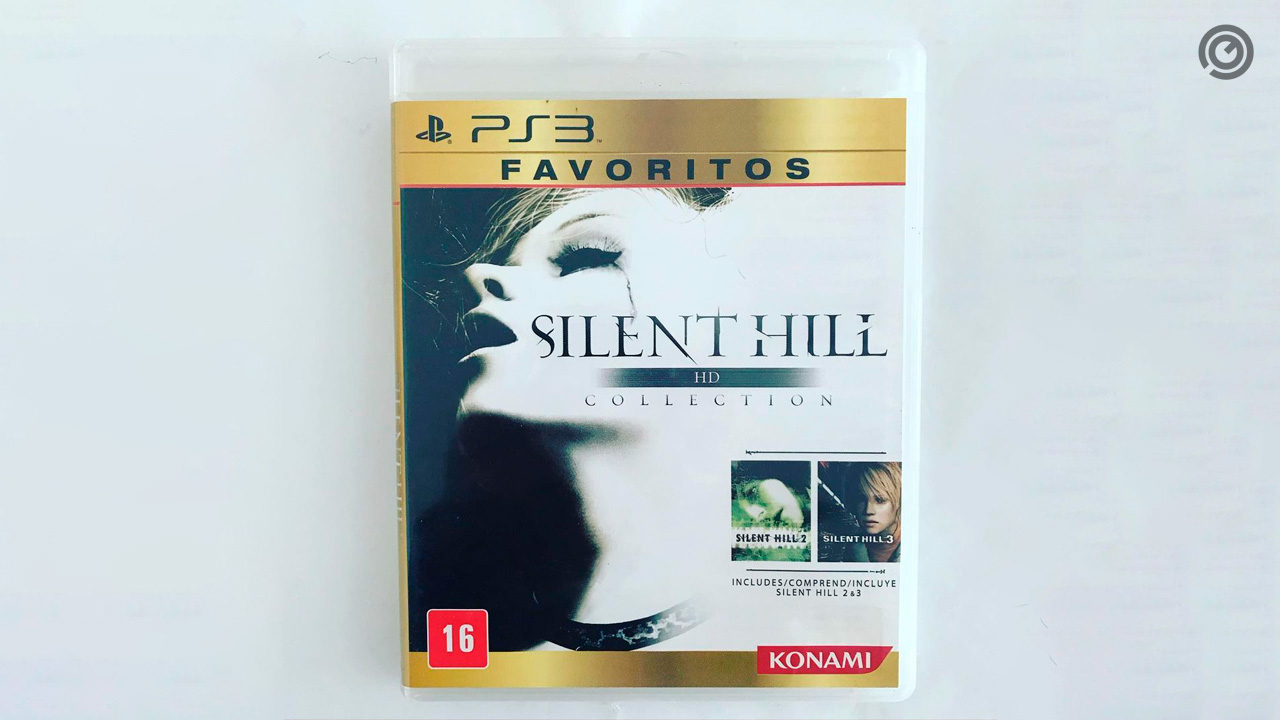 PS3™
FAVORITOS
SILENT HILL
HD
COLLECTION
SILENT HILL 2
SILENT HILL 3
INCLUDES/COMPREND/INCLUYE
SILENT HILL 2&3
16
KONAMI